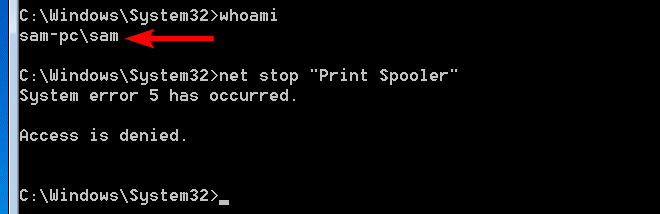 C:\Windows\System32>whoami
sam-pc\sam
C:\Windows\System32>net stop "Print Spooler"
System error 5 has occurred.
Access is denied.
C:\Windows\System32>_